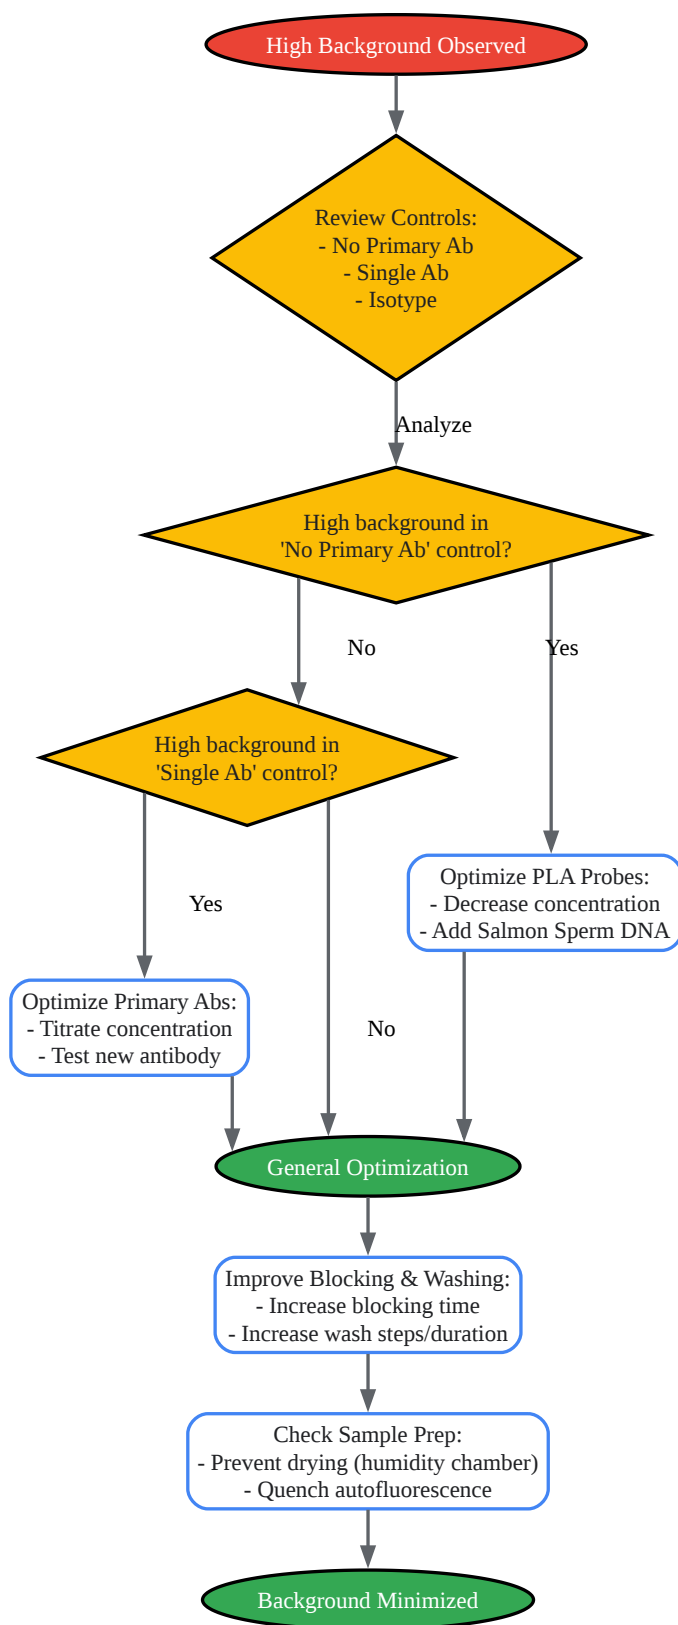 High Background Observed
Review Controls:
- No Primary Ab
- Single Ab
- Isotype
Analyze
High background in
'No Primary Ab' control?
No
Yes
High background in
'Single Ab' control?
Optimize PLA Probes:
- Decrease concentration
- Add Salmon Sperm DNA
Yes
Optimize Primary Abs:
- Titrate concentration
- Test new antibody
No
General Optimization
Improve Blocking & Washing:
- Increase blocking time
- Increase wash steps/duration
Check Sample Prep:
- Prevent drying (humidity chamber)
- Quench autofluorescence
Background Minimized